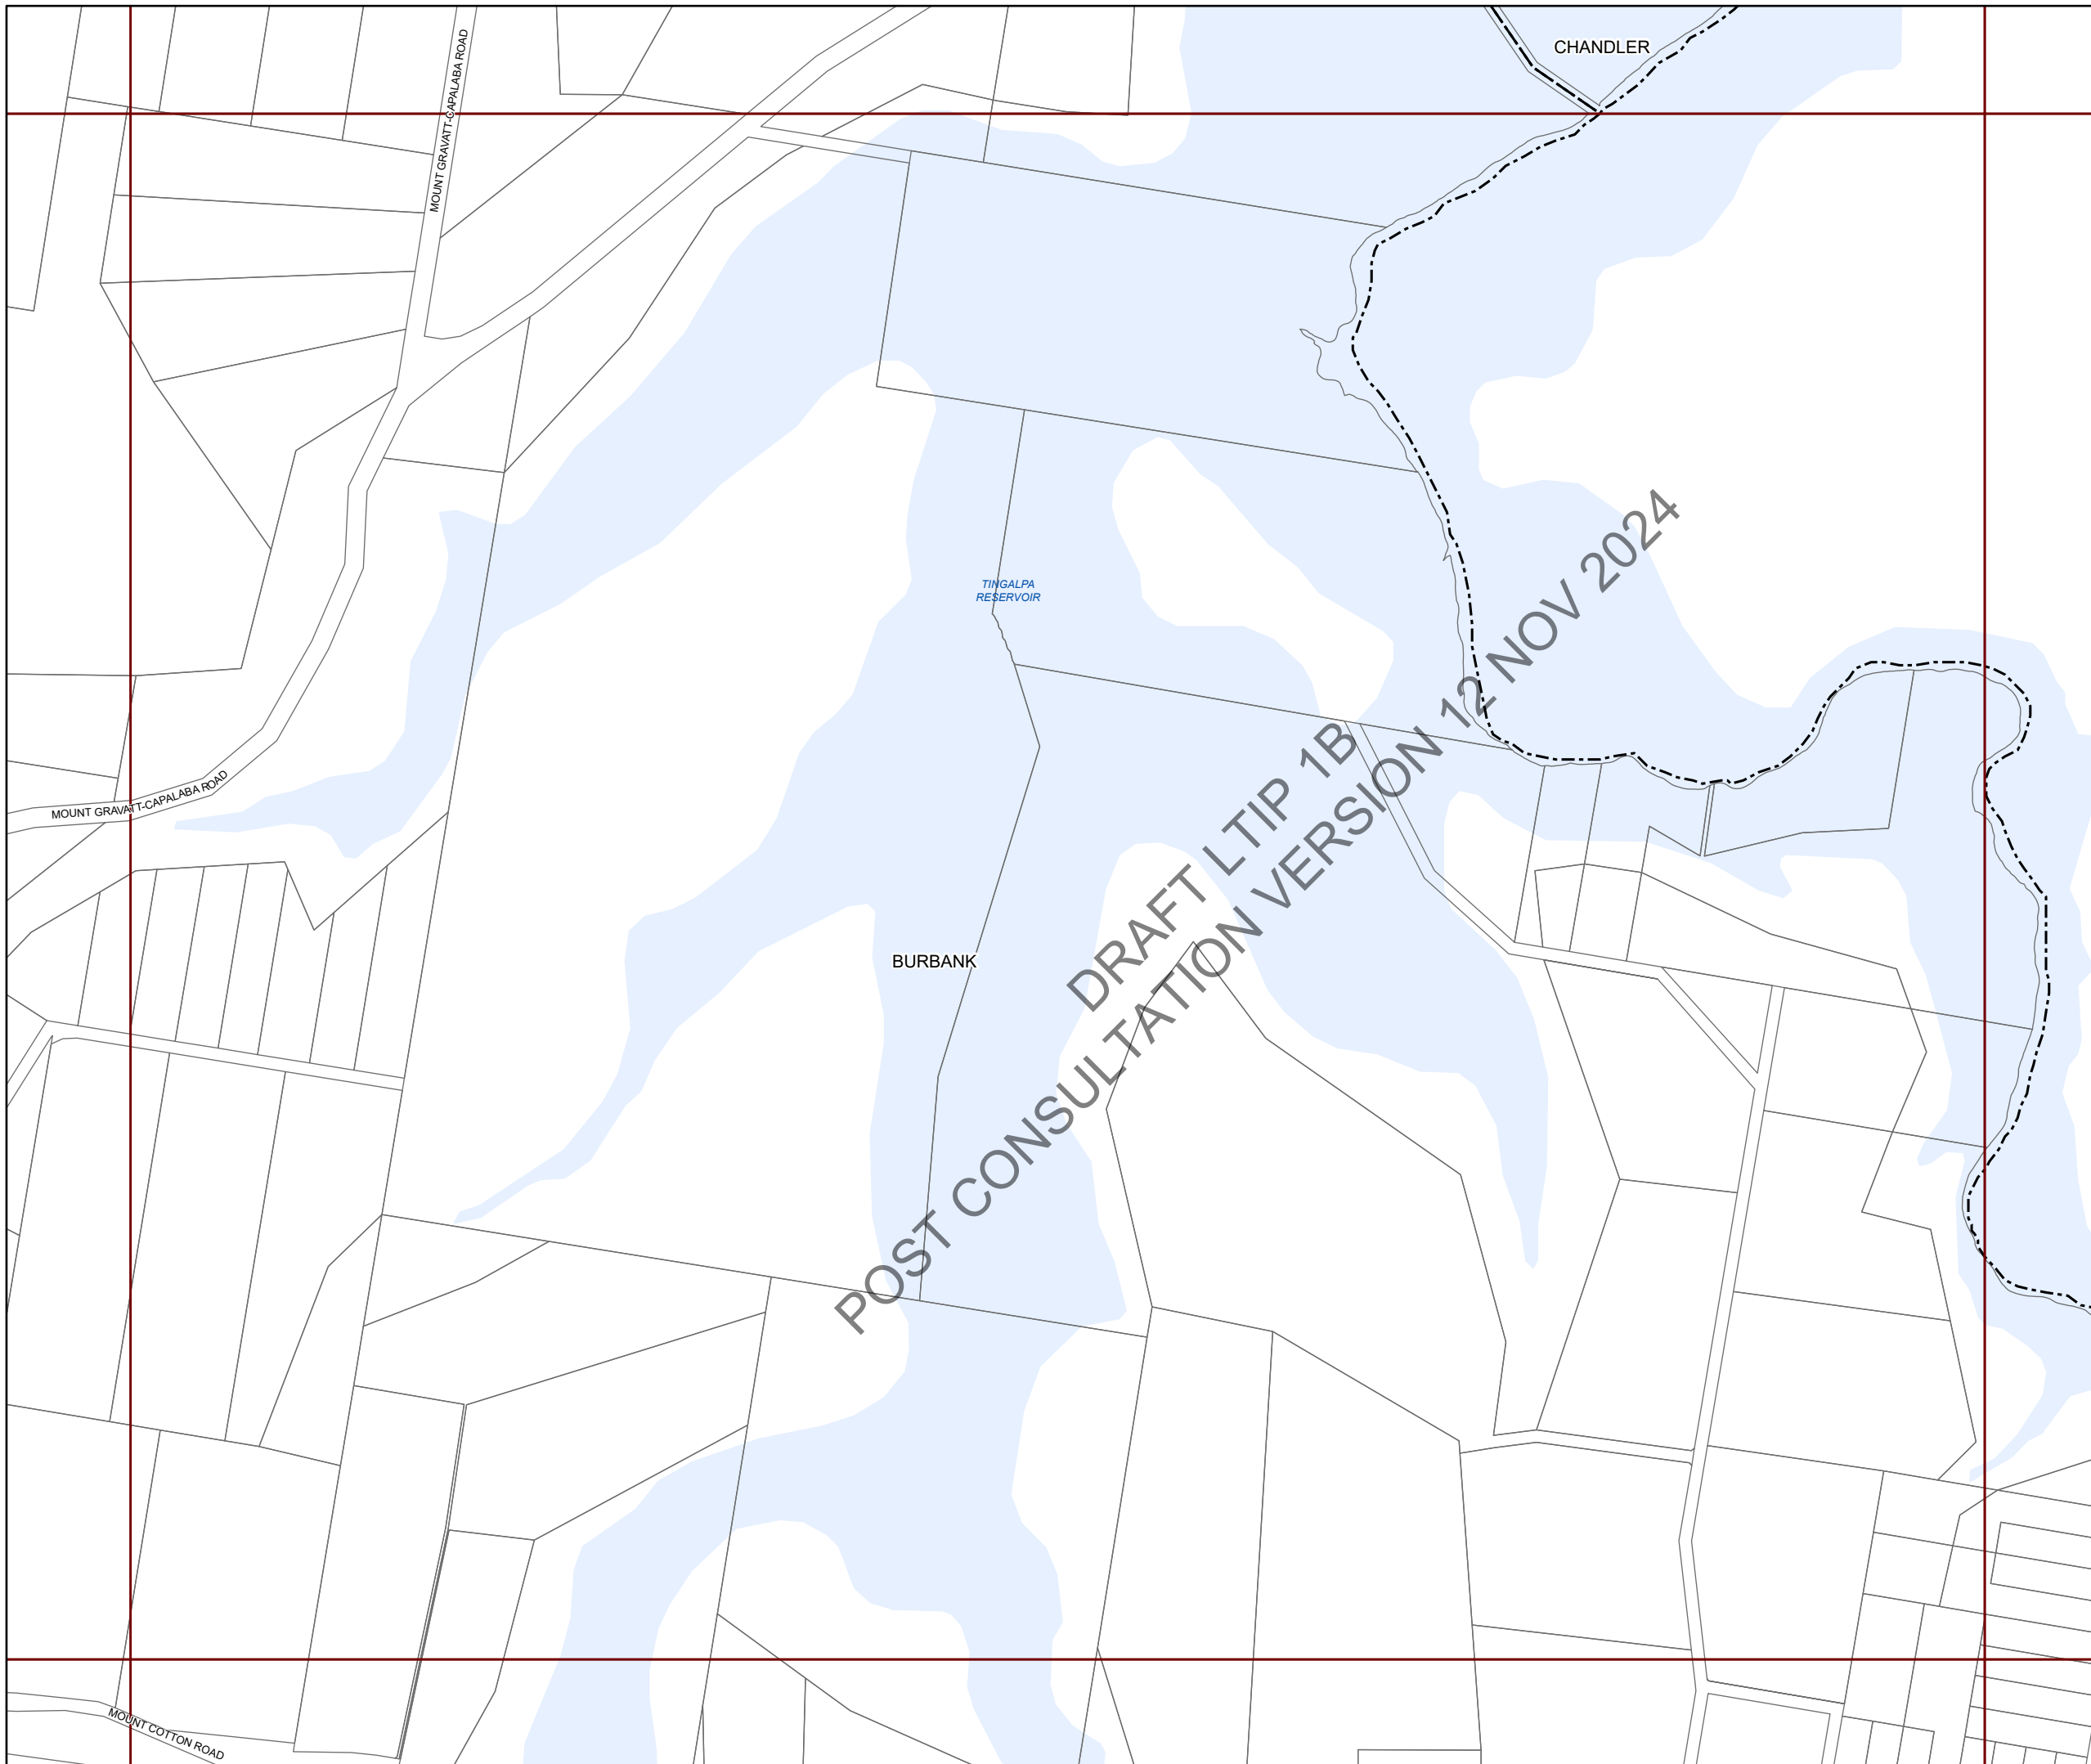 CHANDLER
MOUNT GRAVATT-CAPALABA ROAD
TINGALPA
RESERVOIR
MOUNT GRAVATT-CAPALABA ROAD
BURBANK
DRAFT LTIP 1B
POST CONSULTATION VERSION 12 NOV 2024
MOUNT COTTON ROAD